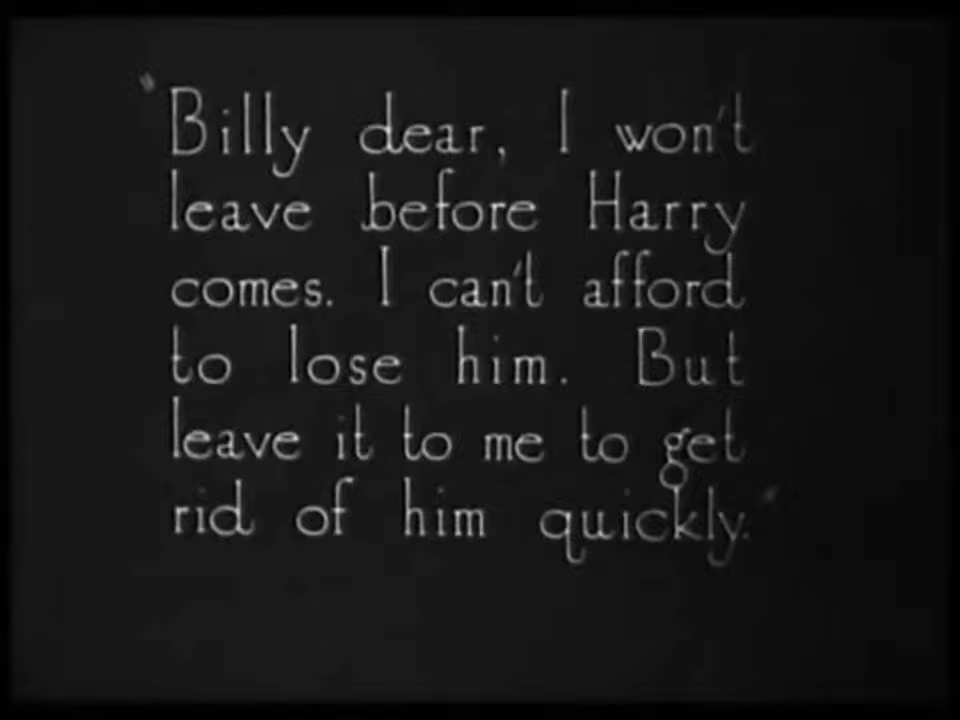 "Billy dear, I won't
leave before Harry
comes. I can't afford
to lose him. But
leave it to me to get
rid of him quickly."